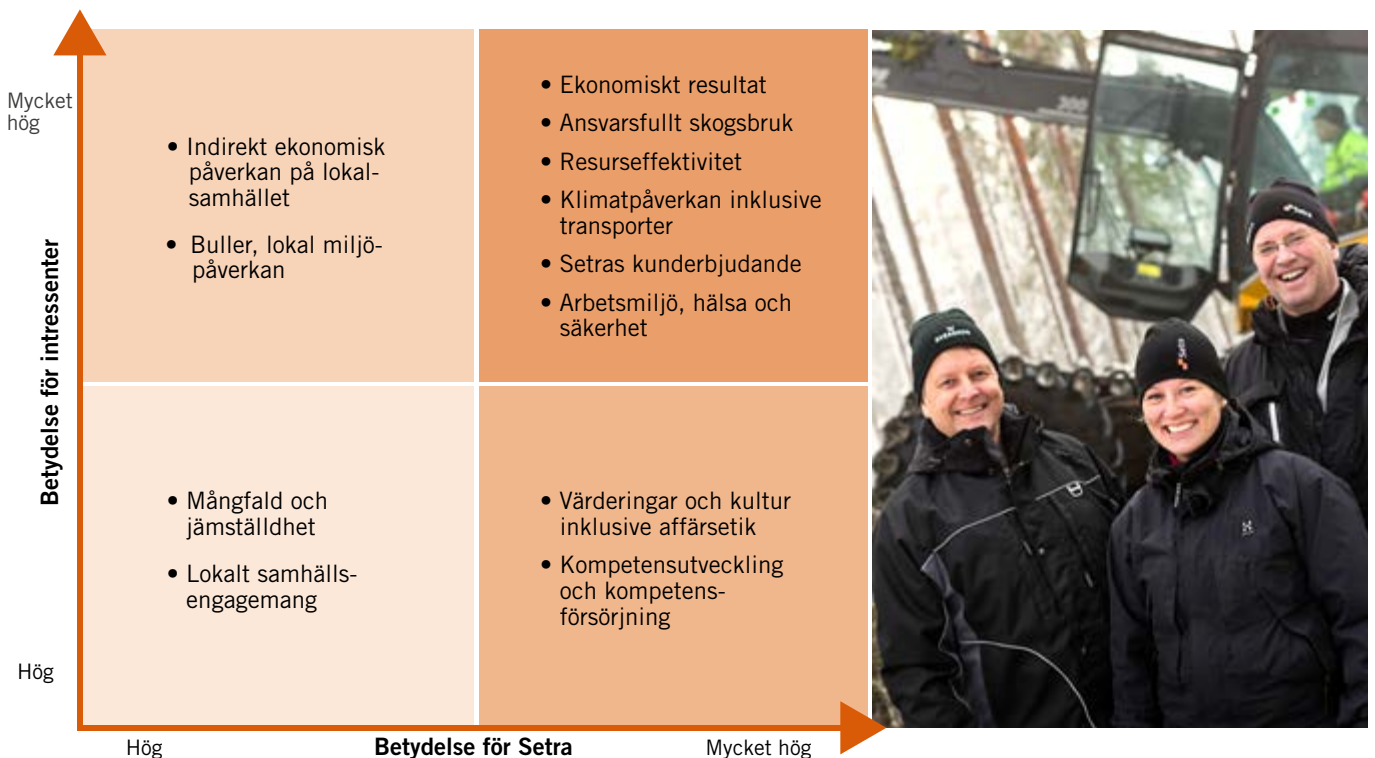 Mycket
hög
Betydelse för intressenter
Hög
• Indirekt ekonomisk
påverkan på lokal-
samhället
• Buller, lokal miljö-
påverkan
• Ekonomiskt resultat
• Ansvarsfullt skogsbruk
• Resurseffektivitet
• Klimatpåverkan inklusive
transporter
• Setras kunderbjudande
• Arbetsmiljö, hälsa och
säkerhet
• Mångfald och
jämställdhet
• Lokalt samhälls-
engagemang
• Värderingar och kultur
inklusive affärsetik
• Kompetensutveckling
och kompetens-
försörjning
Hög
Betydelse för Setra
Mycket hög
300
Setra